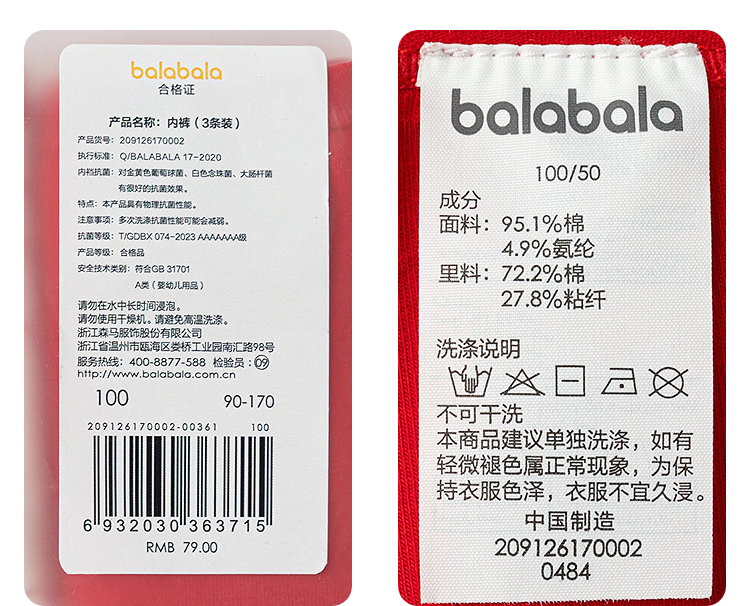 balabala
合格证
产品名称：内裤（3条装）
产品货号：209126170002
执行标准：Q/BALABALA 17-2020
内裆抗菌：对金黄色葡萄球菌、白色念珠菌、大肠杆菌
有很好的抗菌效果。
特点：本产品具有物理抗菌性能。
注意事项：多次洗涤抗菌性能可能会减弱。
抗菌等级：T/GDBX 074-2023 AAAAAAA级
产品等级：合格品
安全技术类别：符合GB 31701
A类（婴幼儿用品）
请勿在水中长时间浸泡。
请勿使用干燥机。请避免高温洗涤。
浙江森马服饰股份有限公司
浙江省温州市瓯海区娄桥工业园南汇路98号
服务热线：400-8877-588 检验员：09
http://www.balabala.com.cn
100 90-170
209126170002-00361 100
6 932030 363715
RMB 79.00
balabala
100/50
成分
面料：95.1%棉
4.9%氨纶
里料：72.2%棉
27.8%粘纤
洗涤说明
不可干洗
本商品建议单独洗涤，如有
轻微褪色属正常现象，为保
持衣服色泽，衣服不宜久浸。
中国制造
209126170002
0484